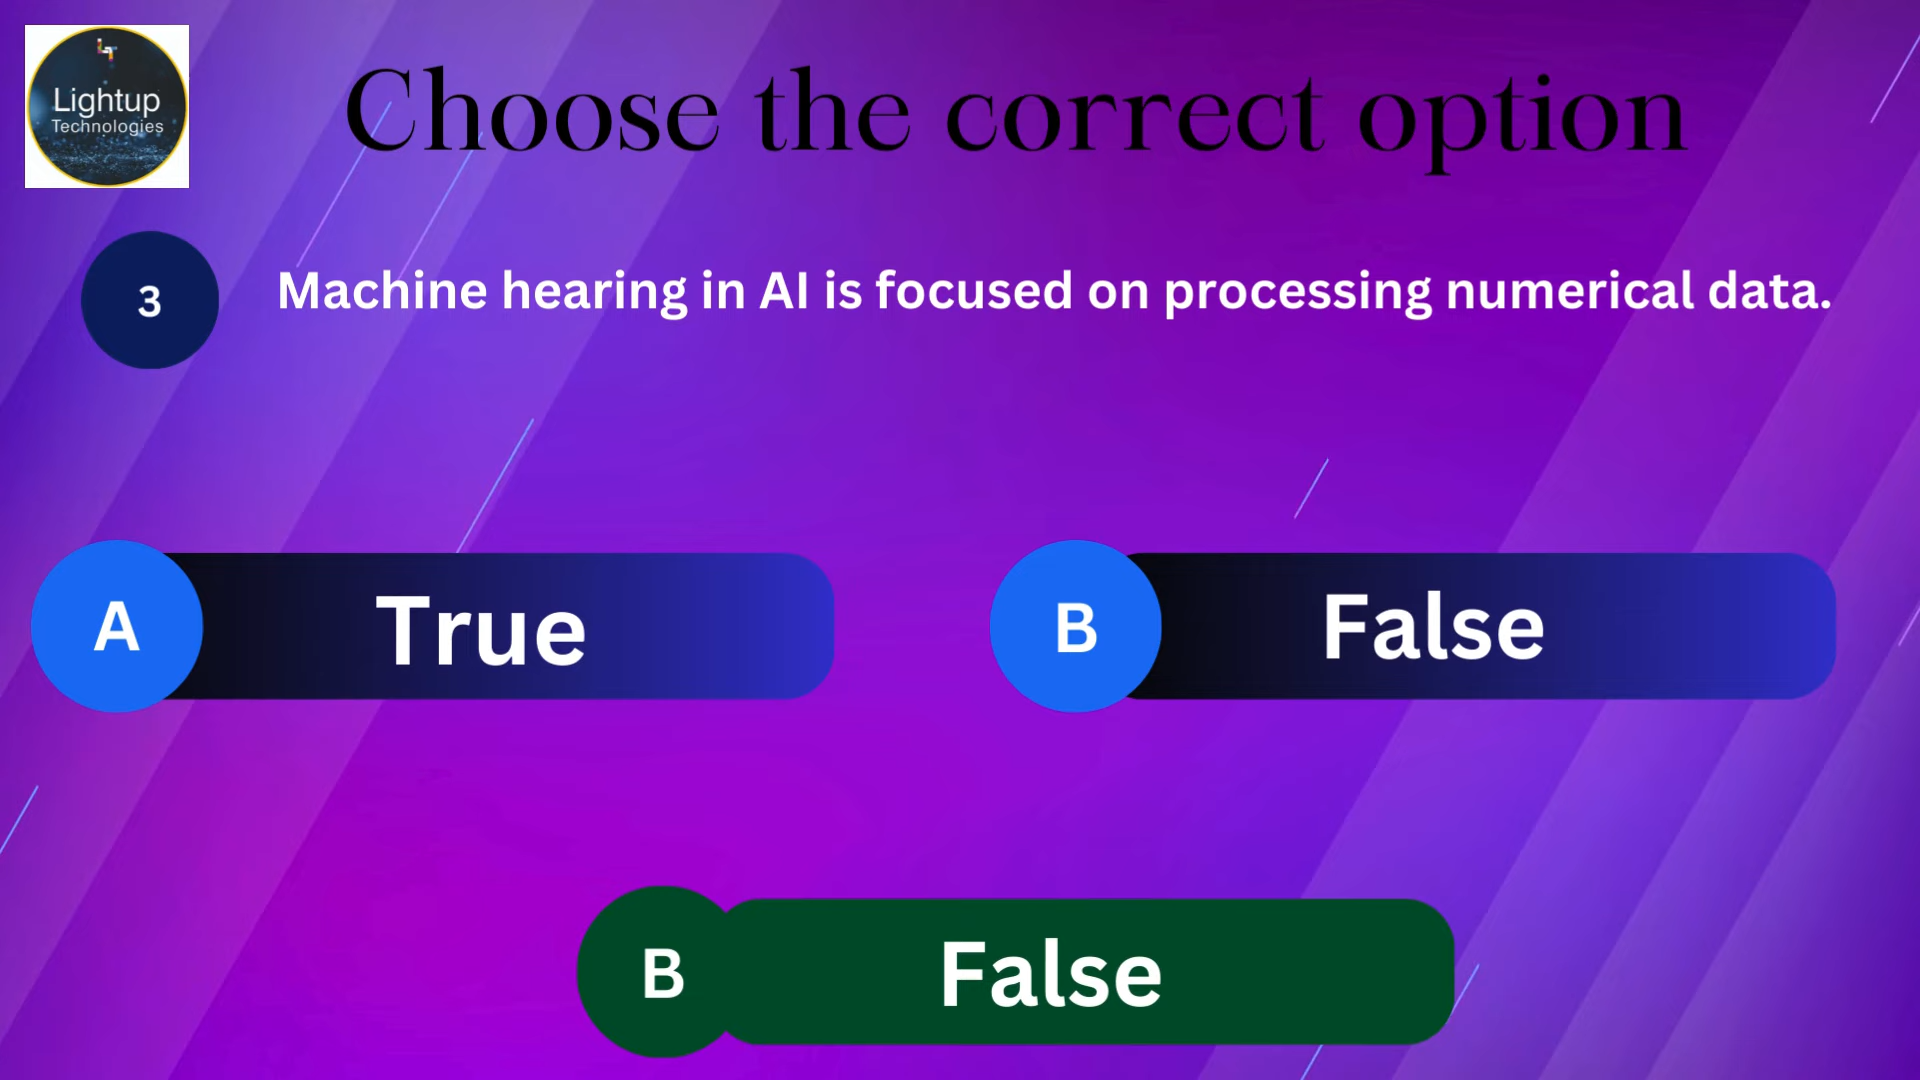 Lightup
Technologies
Choose the correct option
3
Machine hearing in AI is focused on processing numerical data.
A
True
B
False
B
False